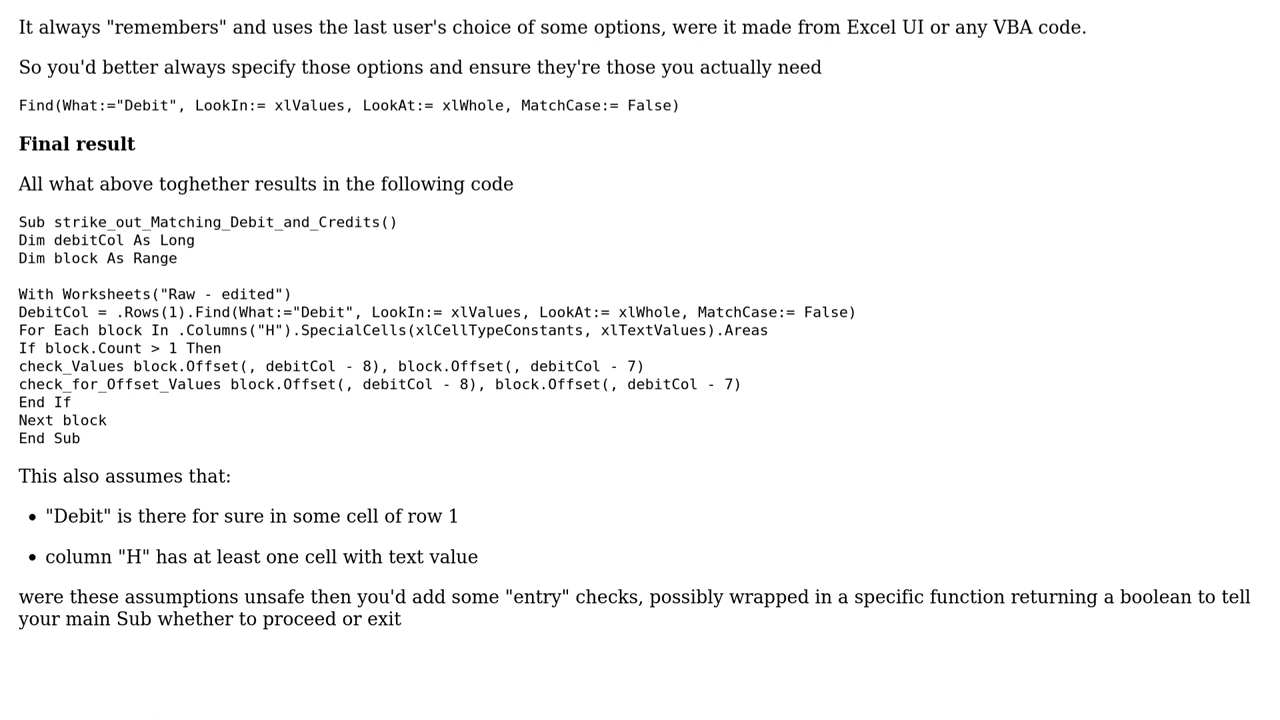 It always "remembers" and uses the last user's choice of some options, were it made from Excel UI or any VBA code.
So you'd better always specify those options and ensure they're those you actually need
Find(What:="Debit", LookIn:= xlValues, LookAt:= xlWhole, MatchCase:= False)
Final result
All what above toghether results in the following code
Sub strike_out_Matching_Debit_and_Credits()
Dim debitCol As Long
Dim block As Range
With Worksheets("Raw - edited")
DebitCol = .Rows(1).Find(What:="Debit", LookIn:= xlValues, LookAt:= xlWhole, MatchCase:= False)
For Each block In .Columns("H").SpecialCells(xlCellTypeConstants, xlTextValues).Areas
If block.Count > 1 Then
check_Values block.Offset(, debitCol - 8), block.Offset(, debitCol - 7)
check_for_Offset_Values block.Offset(, debitCol - 8), block.Offset(, debitCol - 7)
End If
Next block
End Sub
This also assumes that:
• "Debit" is there for sure in some cell of row 1
• column "H" has at least one cell with text value
were these assumptions unsafe then you'd add some "entry" checks, possibly wrapped in a specific function returning a boolean to tell
your main Sub whether to proceed or exit